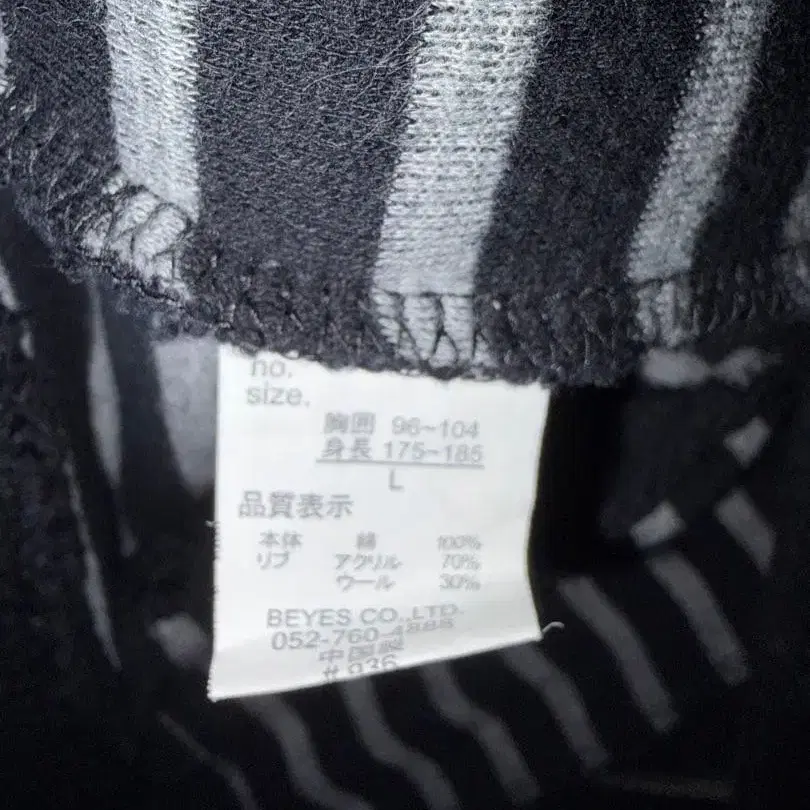 no.
size.
胸囲 96~104
身長 175~185
L
品質表示
本体 綿 100%
リブ アクリル 70%
ウール 30%
BEYES CO.,LTD.
052-760-4888
中国製
#936